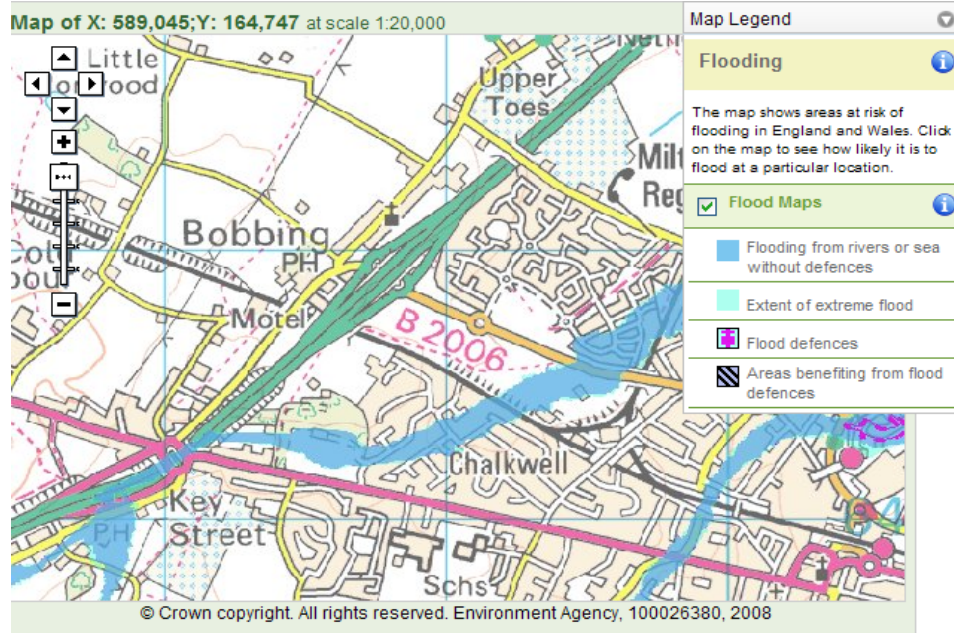 Map of X: 589,045;Y: 164,747 at scale 1:20,000
Map Legend
Flooding
The map shows areas at risk of
flooding in England and Wales. Click
on the map to see how likely it is to
flood at a particular location.
Flood Maps
Flooding from rivers or sea
without defences
Extent of extreme flood
Flood defences
Areas benefiting from flood
defences
Little
Upper
Toes
Milt
Reg
Bobbing
PH
Motel
B 2006
Chalkwell
Key
Street
PH
Schs
© Crown copyright. All rights reserved. Environment Agency, 100026380, 2008